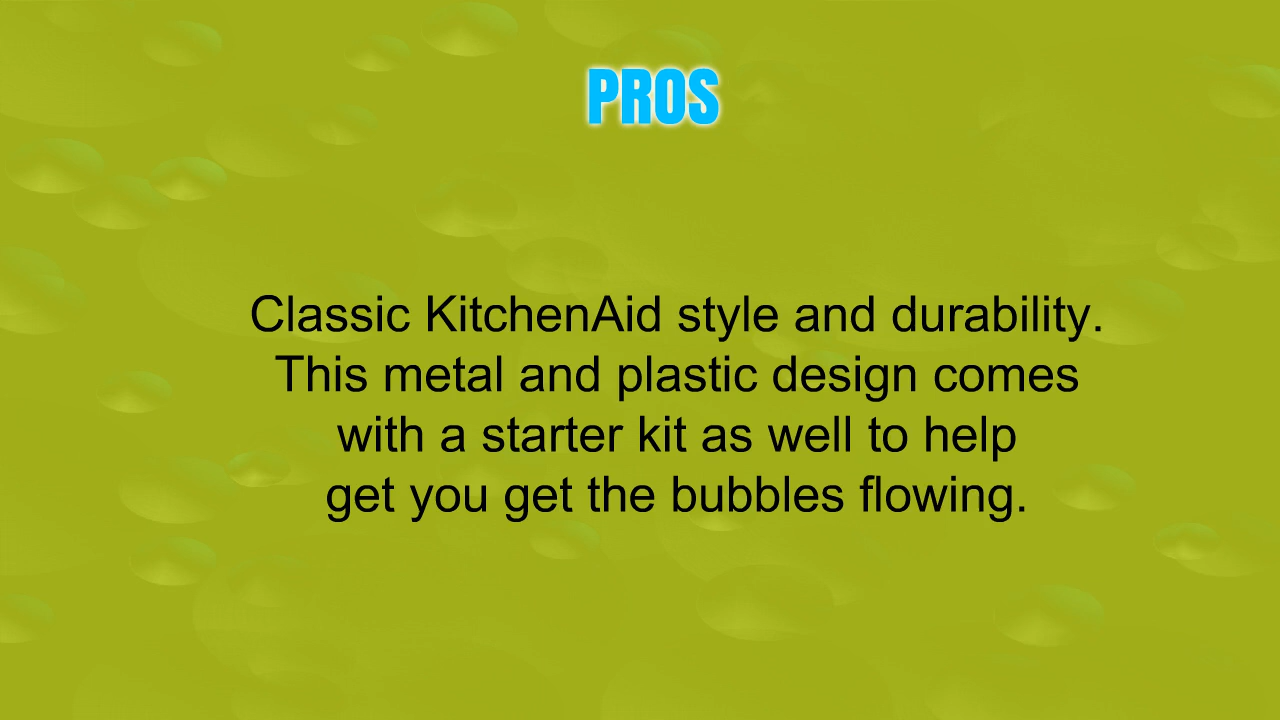 PROS
Classic KitchenAid style and durability.
This metal and plastic design comes
with a starter kit as well to help
get you get the bubbles flowing.